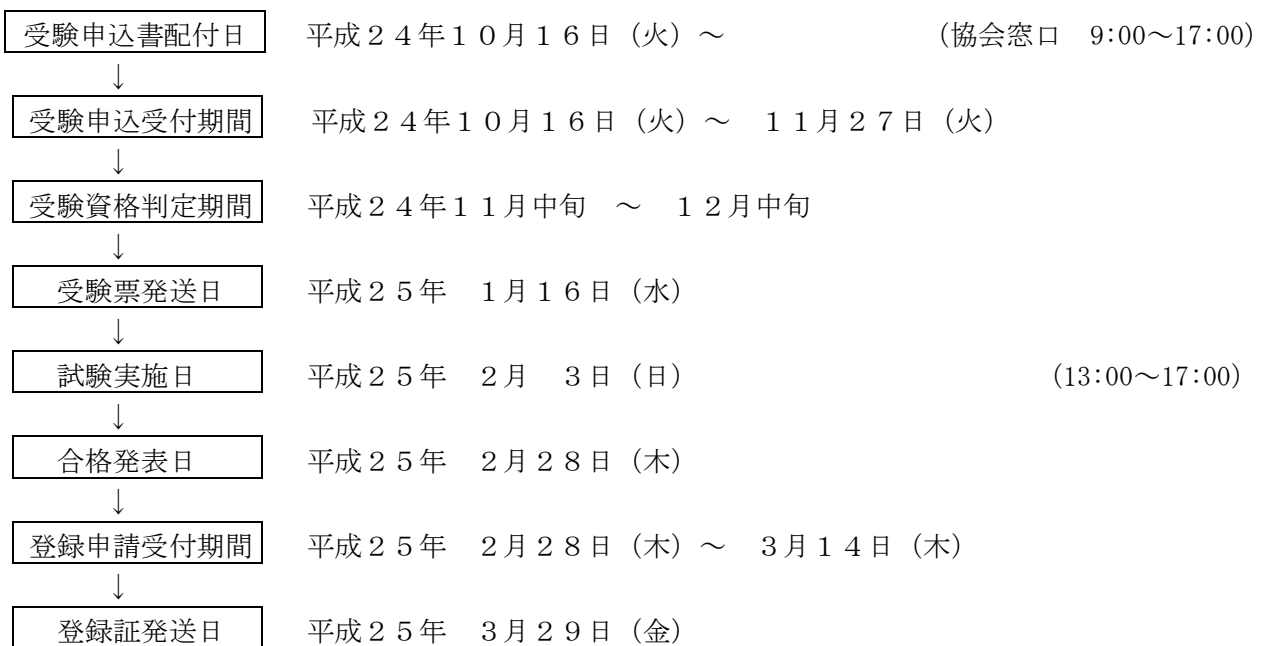 受験申込書配付日　平成２４年１０月１６日（火）～　（協会窓口　9:00～17:00）
↓
受験申込受付期間　平成２４年１０月１６日（火）～　１１月２７日（火）
↓
受験資格判定期間　平成２４年１１月中旬　～　１２月中旬
↓
受験票発送日　平成２５年　１月１６日（水）
↓
試験実施日　平成２５年　２月　３日（日）　（13:00～17:00）
↓
合格発表日　平成２５年　２月２８日（木）
↓
登録申請受付期間　平成２５年　２月２８日（木）～　３月１４日（木）
↓
登録証発送日　平成２５年　３月２９日（金）